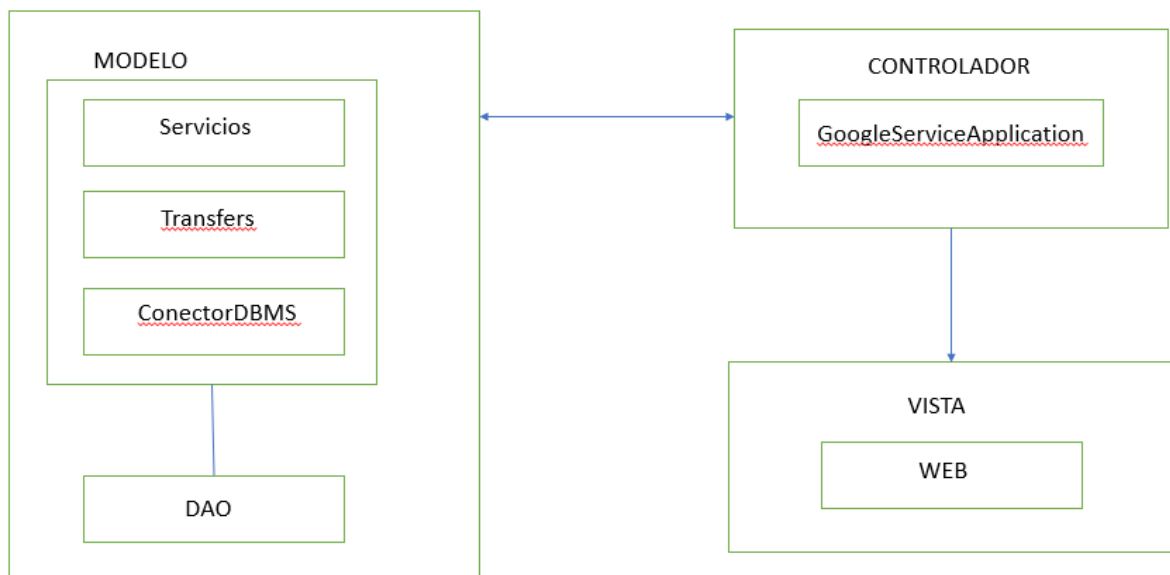 MODELO
Servicios
Transfers
ConectorDBMS
DAO
CONTROLADOR
GoogleServiceApplication
VISTA
WEB